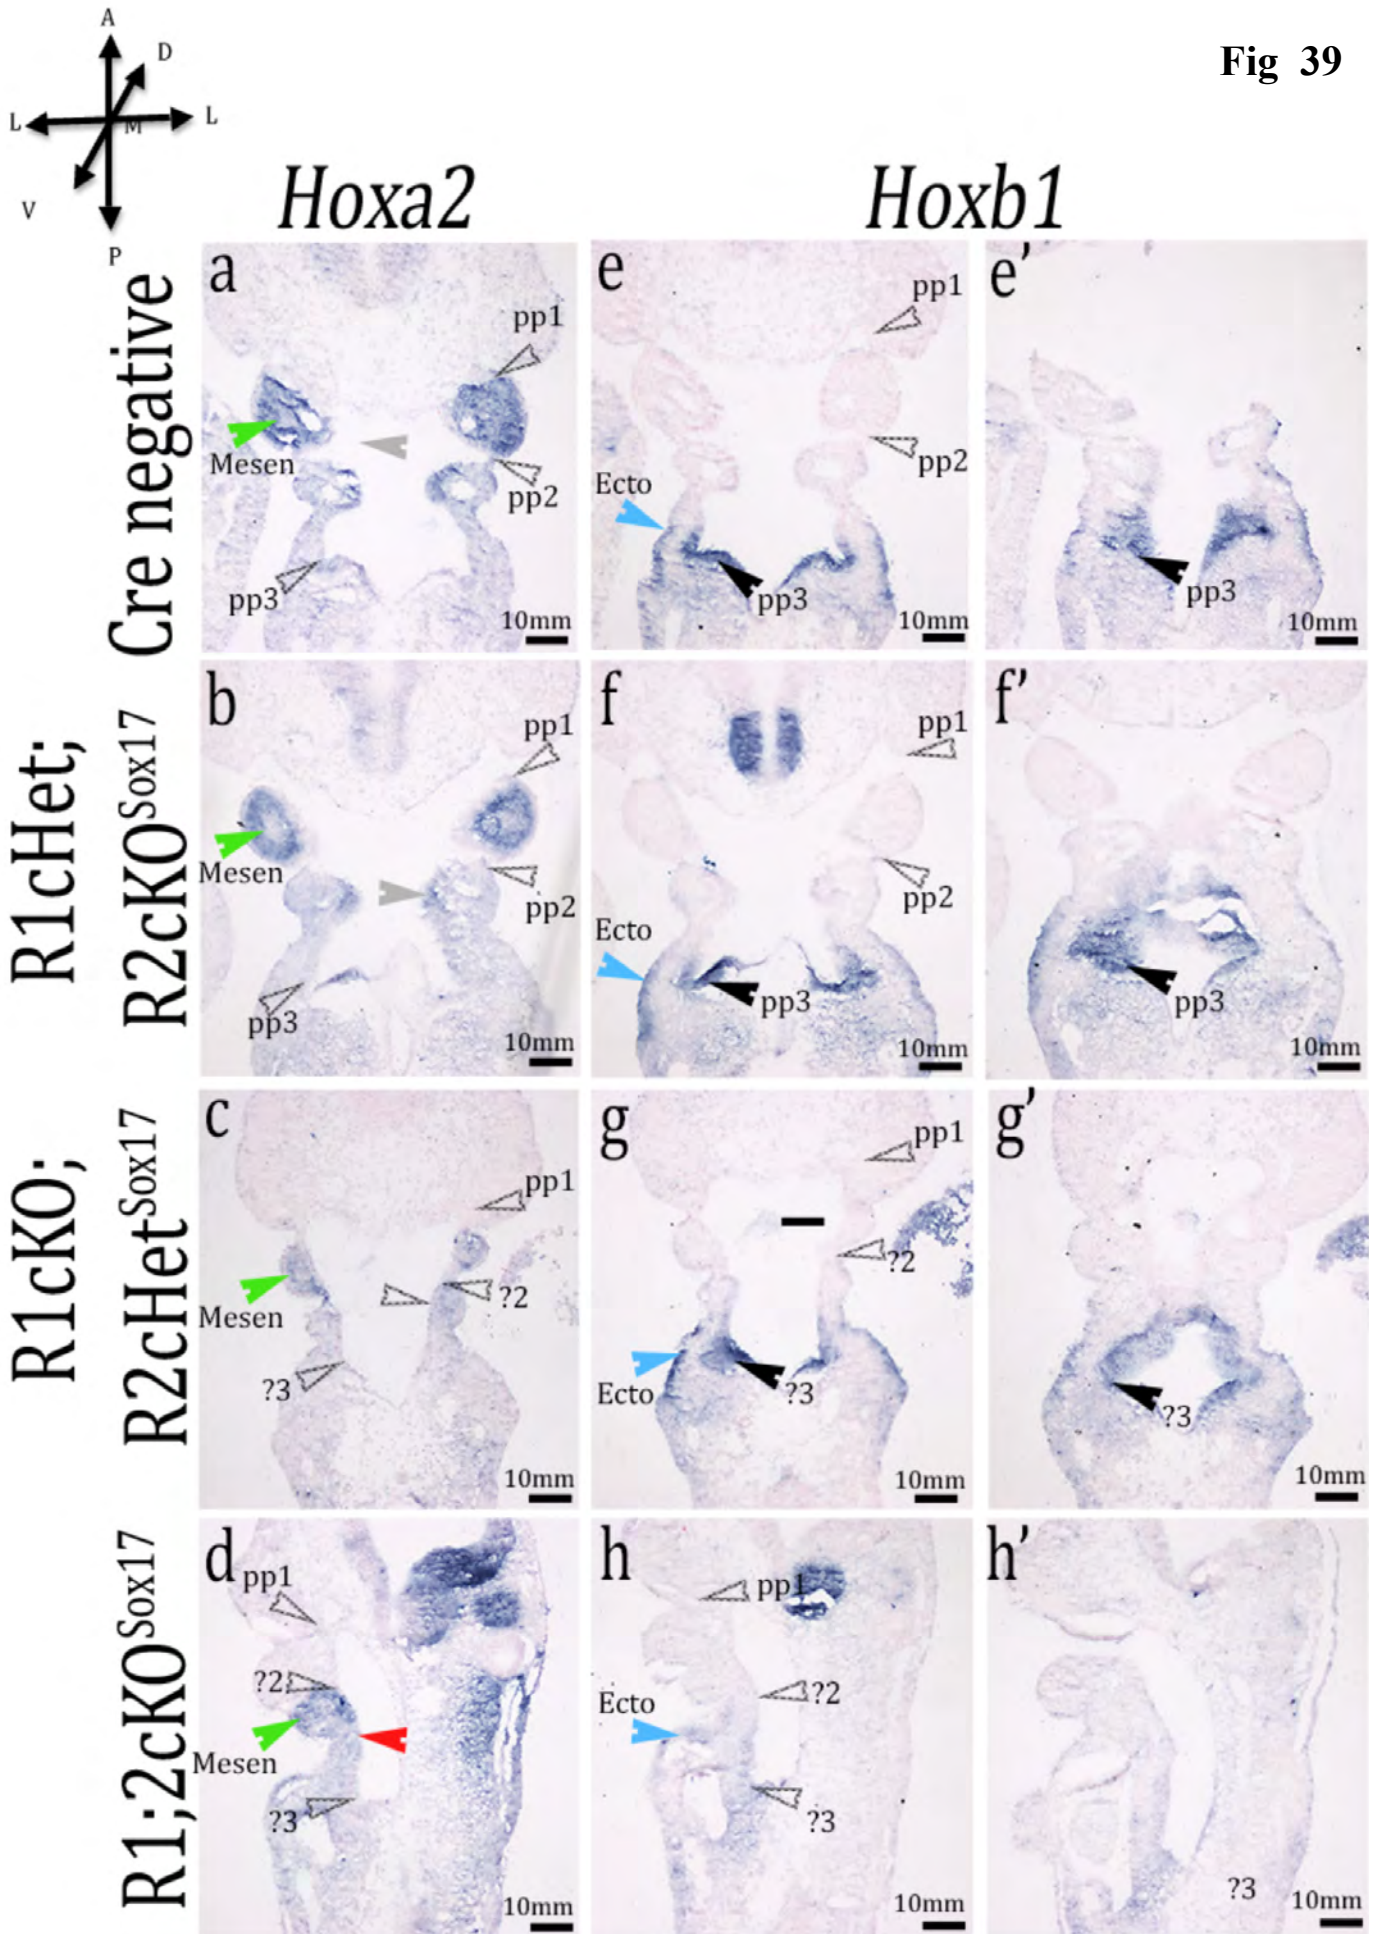 A
D
Fig 39
L
M
L
V
P
Hoxa2
Hoxb1
Cre negative
a
pp1
Mesen
pp2
pp3
10mm
e
pp1
pp2
Ecto
pp3
10mm
e'
pp3
10mm
R1cHet;
R2cKOSox17
b
pp1
Mesen
pp2
pp3
10mm
f
pp1
pp2
Ecto
pp3
10mm
f'
pp3
10mm
R1cKO;
R2cHetSox17
c
pp1
?2
Mesen
?3
10mm
g
pp1
?2
Ecto
?3
10mm
g'
?3
10mm
R1;2cKOSox17
d
pp1
?2
Mesen
?3
10mm
h
pp1
?2
Ecto
?3
10mm
h'
?3
10mm